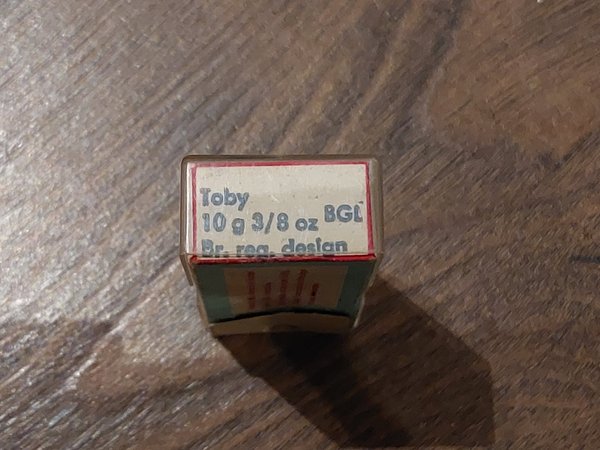 Toby
10 g 3/8 oz BGL
Br. reg. design